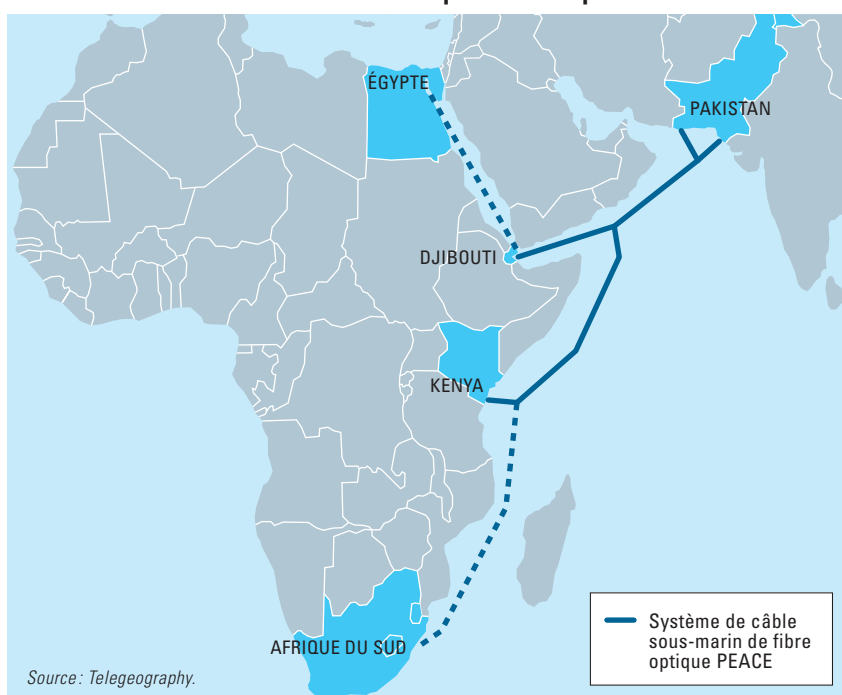 ÉGYPTE
PAKISTAN
DJIBOUTI
KENYA
AFRIQUE DU SUD
Système de câble
sous-marin de fibre
optique PEACE
Source : Telegeography.